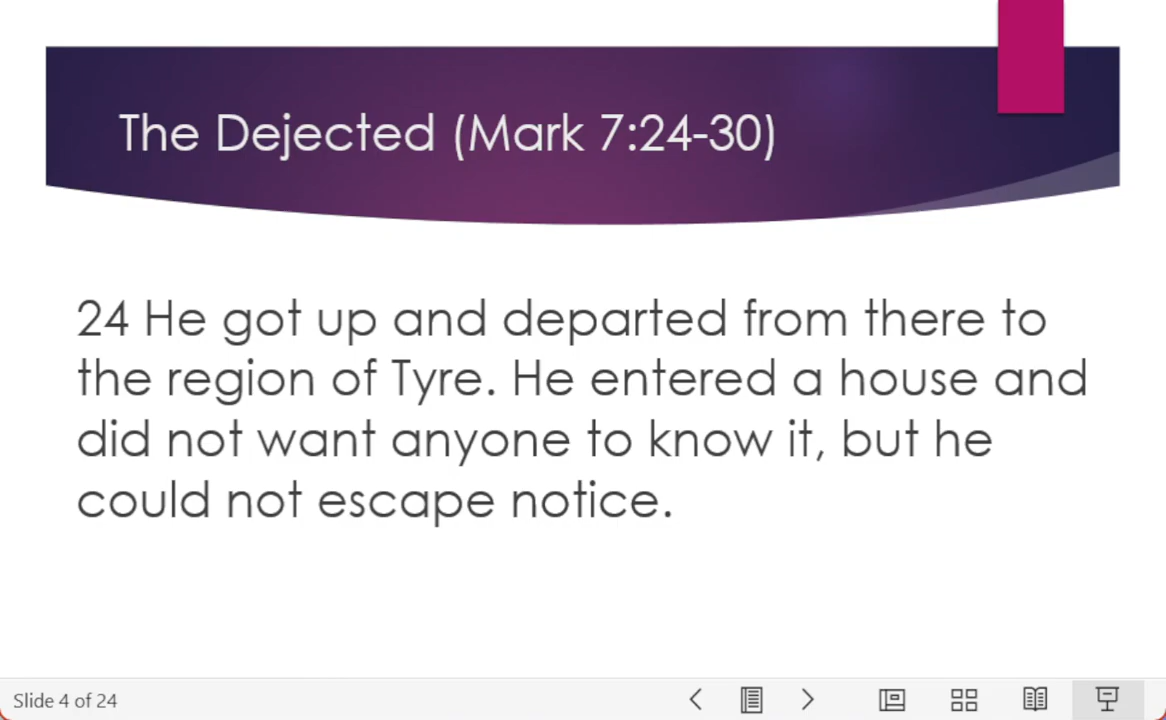 The Dejected (Mark 7:24-30)
24 He got up and departed from there to
the region of Tyre. He entered a house and
did not want anyone to know it, but he
could not escape notice.
Slide 4 of 24